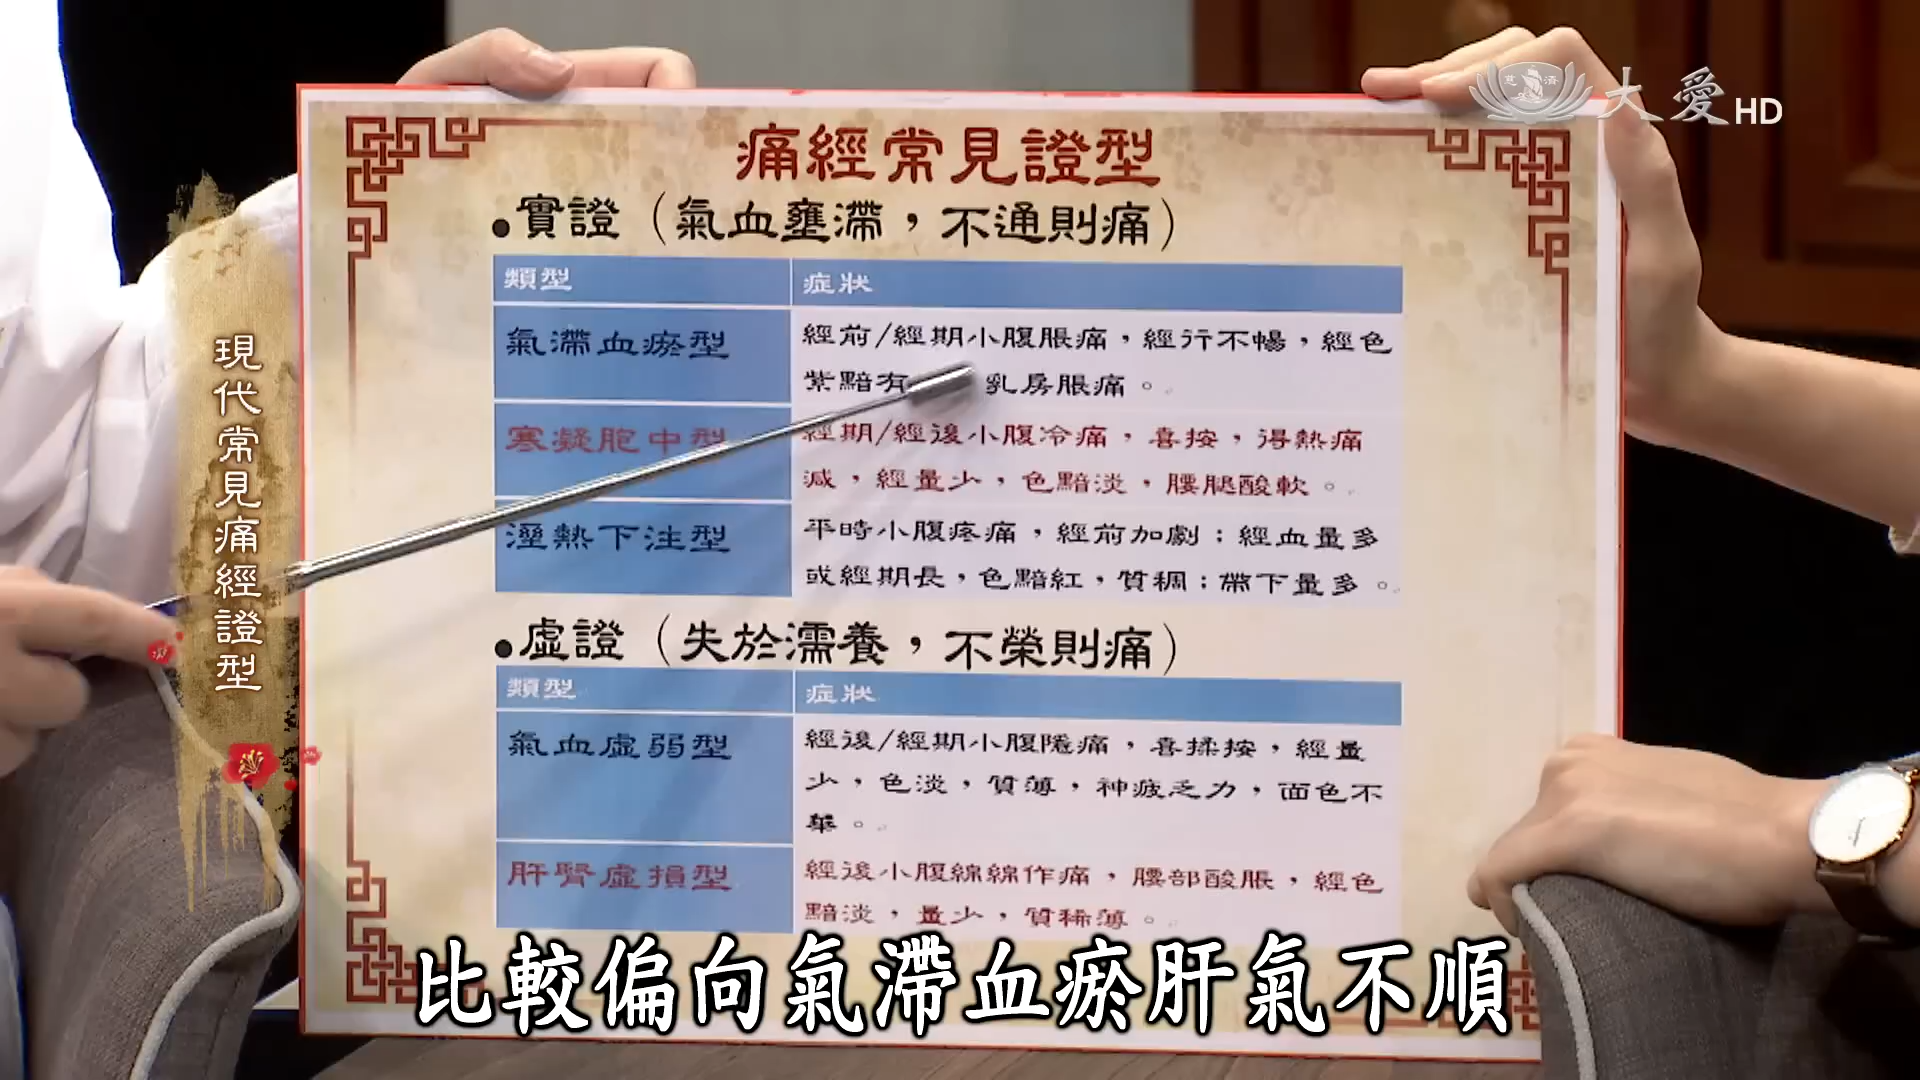 慈濟
大愛HD
痛經常見證型
●實證（氣血壅滯，不通則痛）
類型 症狀
氣滯血瘀型 經前/經期小腹脹痛，經行不暢，經色
紫黯有 乳房脹痛。
寒凝胞中型 經期/經後小腹冷痛，喜按，得熱痛
減，經量少，色黯淡，腰腿酸軟。
溼熱下注型 平時小腹疼痛，經前加劇；經血量多
或經期長，色黯紅，質稠；帶下量多。
●虛證（失於濡養，不榮則痛）
類型 症狀
氣血虛弱型 經後/經期小腹隱痛，喜揉按，經量
少，色淡，質薄，神疲乏力，面色不
華。
肝腎虛損型 經後小腹綿綿作痛，腰部酸脹，經色
黯淡，量少，質稀薄。
現代常見痛經證型
比較偏向氣滯血瘀肝氣不順